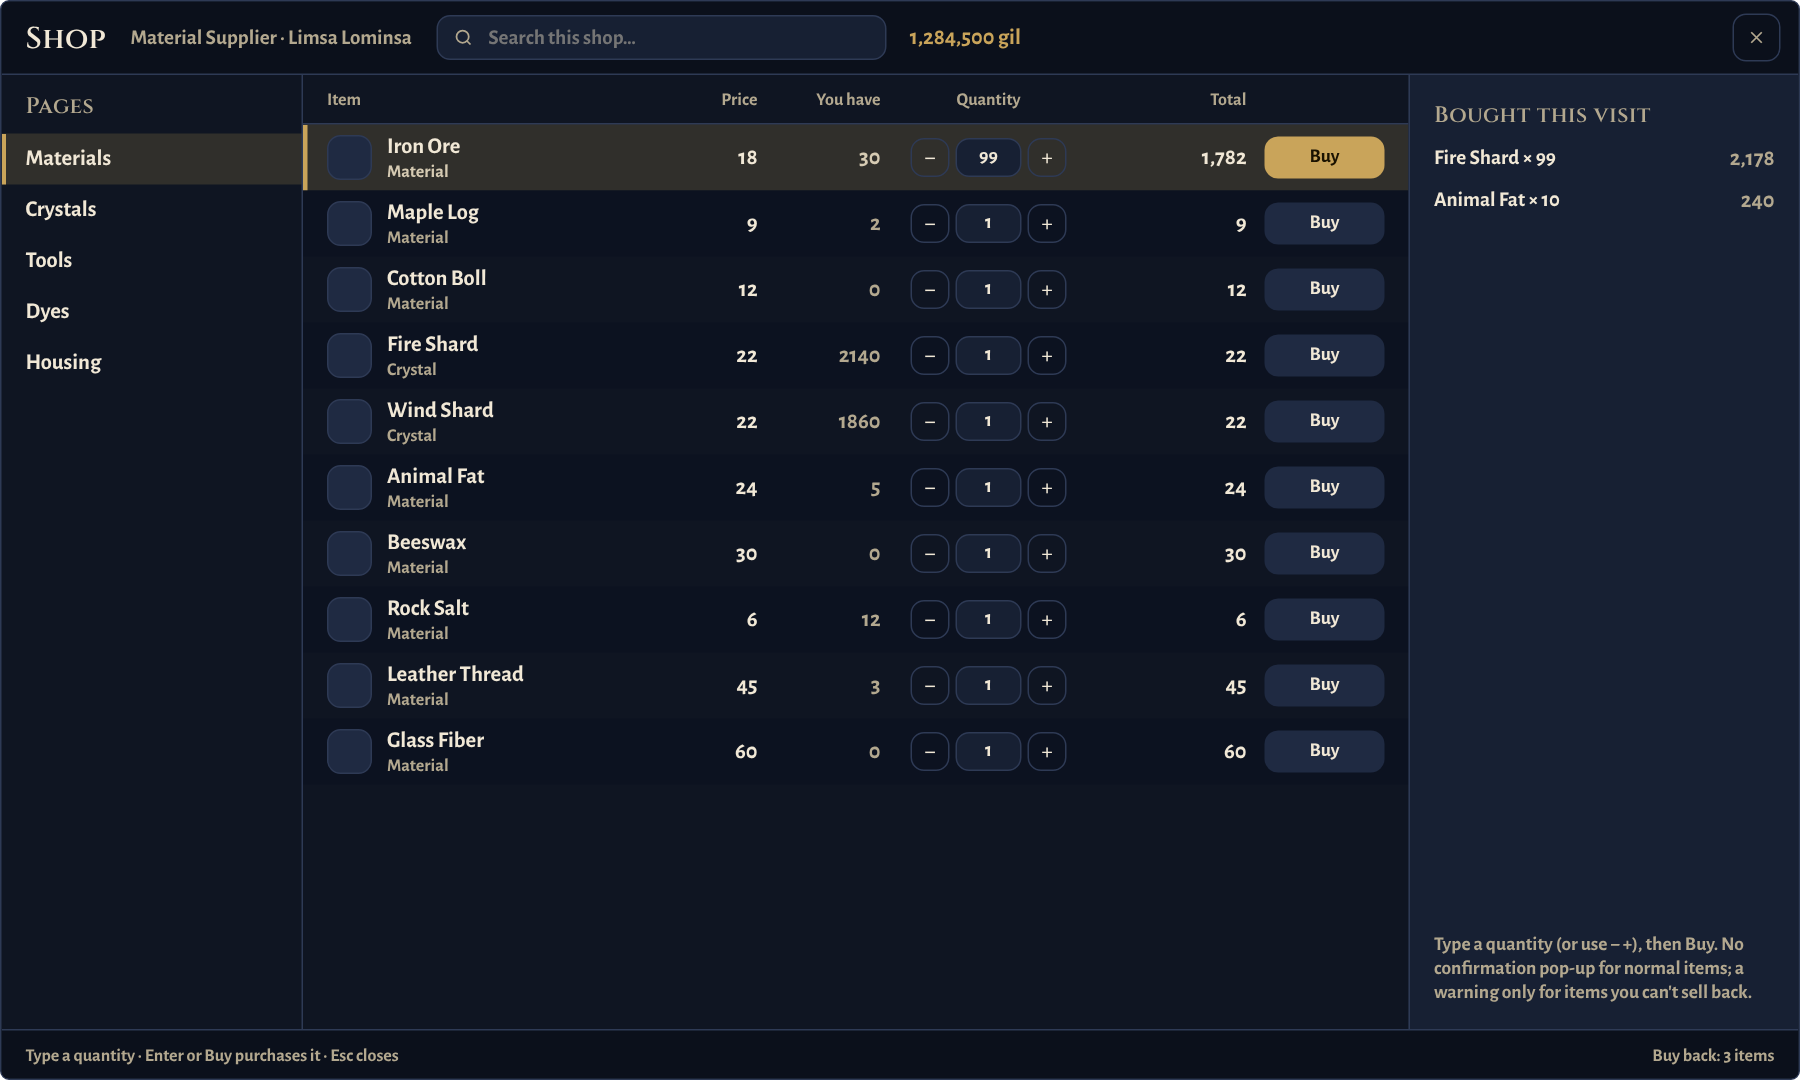 Shop
Material Supplier · Limsa Lominsa
Search this shop...
1,284,500 gil
×
Pages
Materials
Crystals
Tools
Dyes
Housing
Item Price You have Quantity Total
Iron Ore
Material
18 30 − 99 + 1,782 Buy
Maple Log
Material
9 2 − 1 + 9 Buy
Cotton Boll
Material
12 0 − 1 + 12 Buy
Fire Shard
Crystal
22 2140 − 1 + 22 Buy
Wind Shard
Crystal
22 1860 − 1 + 22 Buy
Animal Fat
Material
24 5 − 1 + 24 Buy
Beeswax
Material
30 0 − 1 + 30 Buy
Rock Salt
Material
6 12 − 1 + 6 Buy
Leather Thread
Material
45 3 − 1 + 45 Buy
Glass Fiber
Material
60 0 − 1 + 60 Buy
Bought this visit
Fire Shard × 99 2,178
Animal Fat × 10 240
Type a quantity (or use − +), then Buy. No
confirmation pop-up for normal items; a
warning only for items you can't sell back.
Type a quantity · Enter or Buy purchases it · Esc closes
Buy back: 3 items